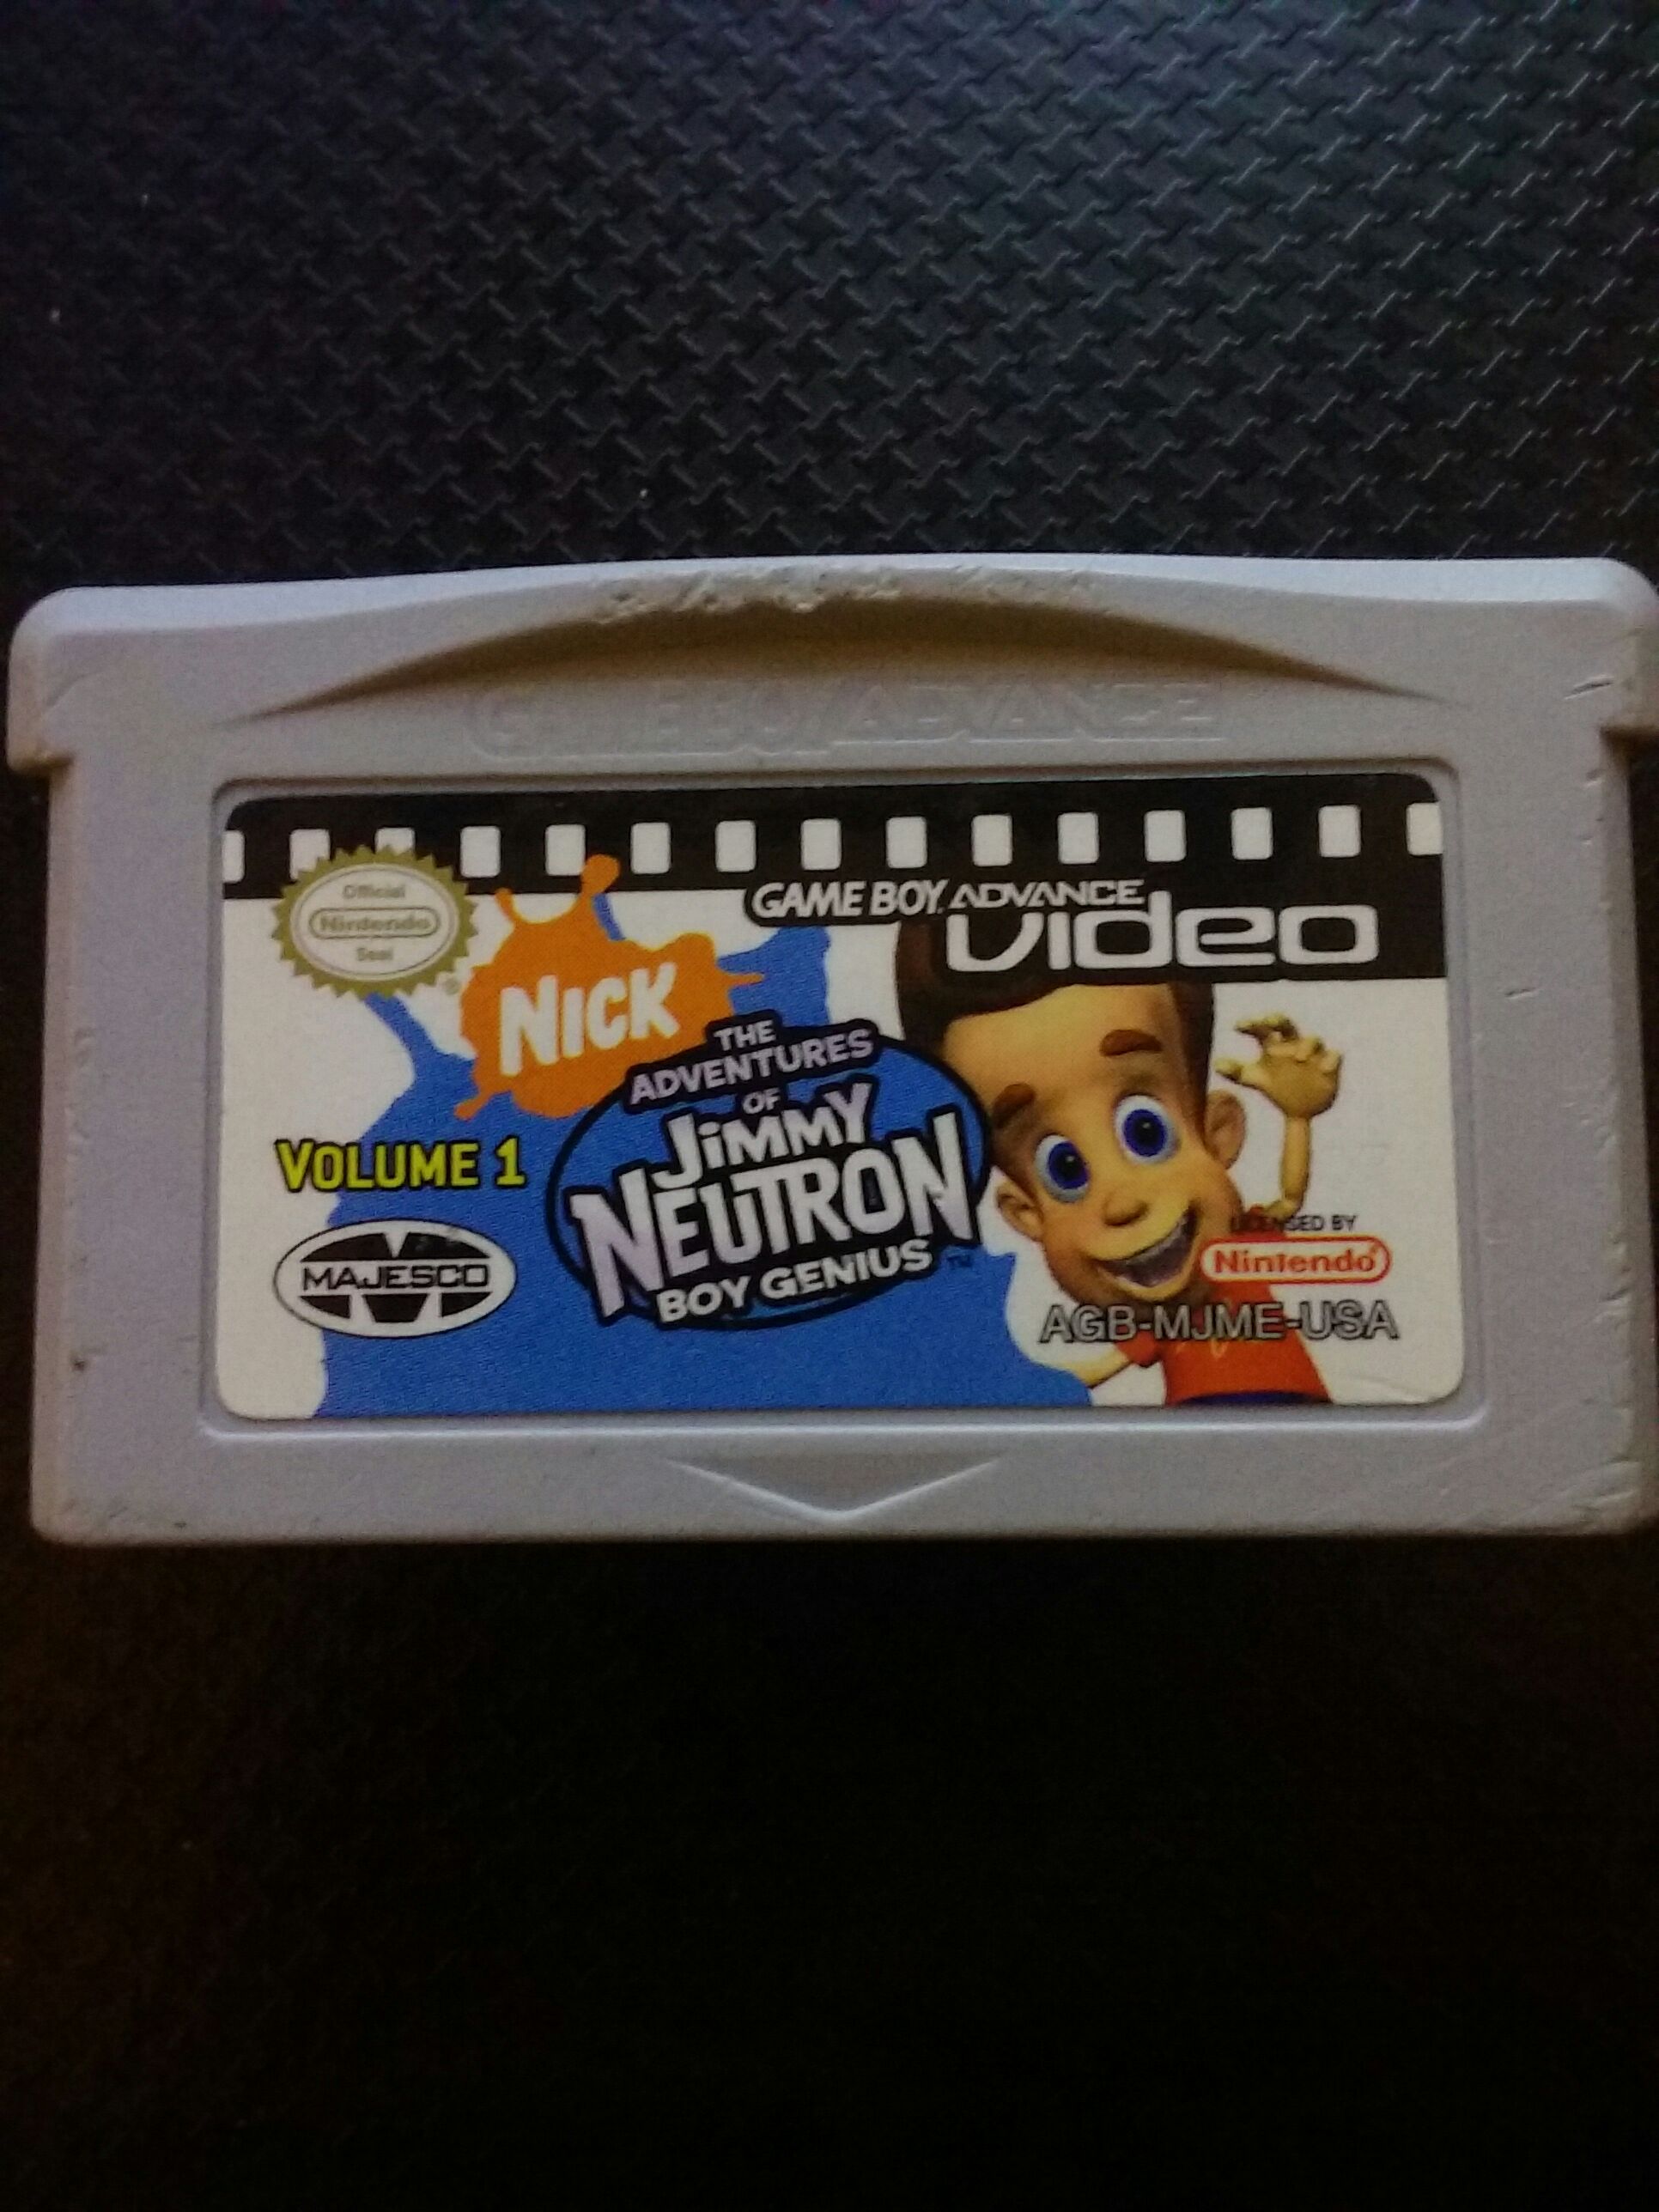 GAME BOY ADVANCE
Official
Nintendo
Seal
®
GAME BOY ADVANCE
video
NICK
THE
ADVENTURES
OF
JIMMY
NEUTRON
BOY GENIUS™
VOLUME 1
MAJESCO
LICENSED BY
Nintendo®
AGB-MJME-USA